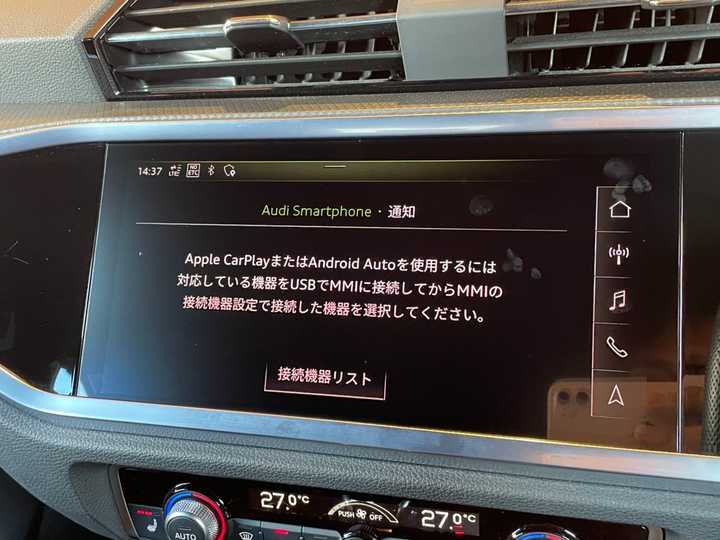 14:37 LTE NO ETC
Audi Smartphone・通知
Apple CarPlayまたはAndroid Autoを使用するには
対応している機器をUSBでMMIに接続してからMMIの
接続機器設定で接続した機器を選択してください。
接続機器リスト
27.0°C PUSH OFF 27.0°C
AUTO